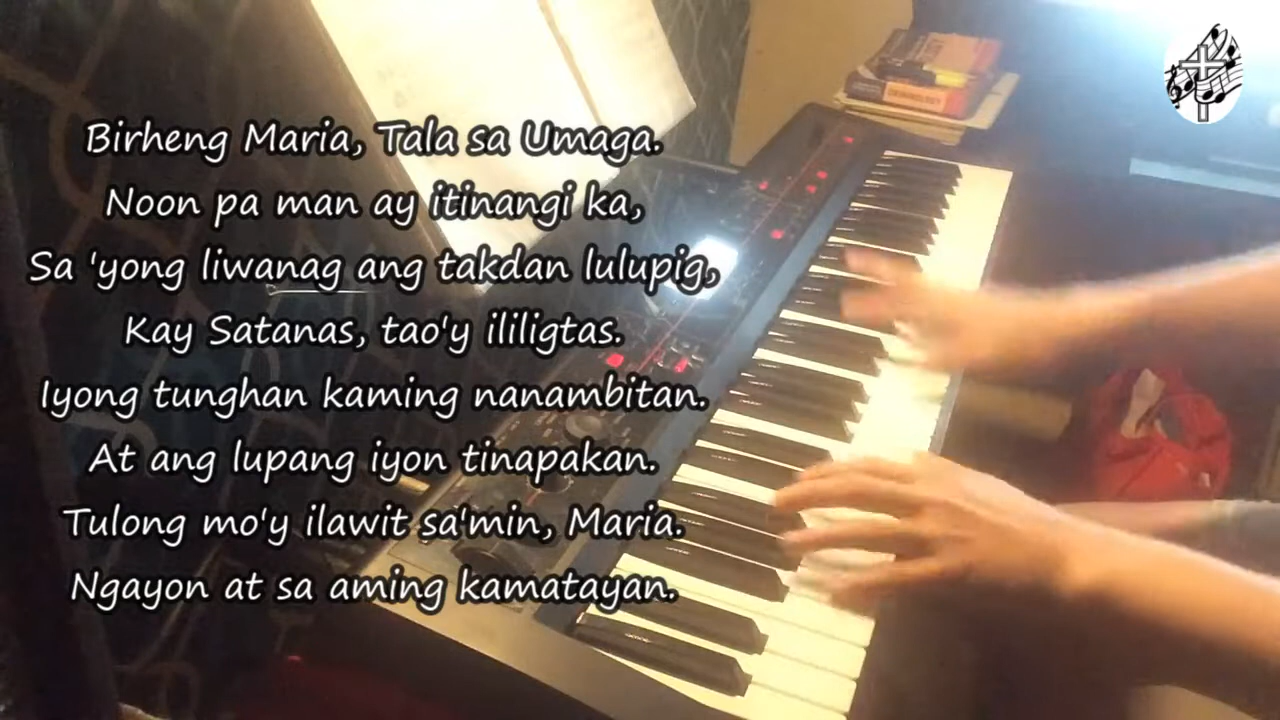 Birheng Maria, Tala sa Umaga.
Noon pa man ay itinangi ka,
Sa 'yong liwanag ang takdan lulupig,
Kay Satanas, tao'y ililigtas.
Iyong tunghan kaming nanambitan.
At ang lupang iyon tinapakan.
Tulong mo'y ilawit sa'min, Maria.
Ngayon at sa aming kamatayan.